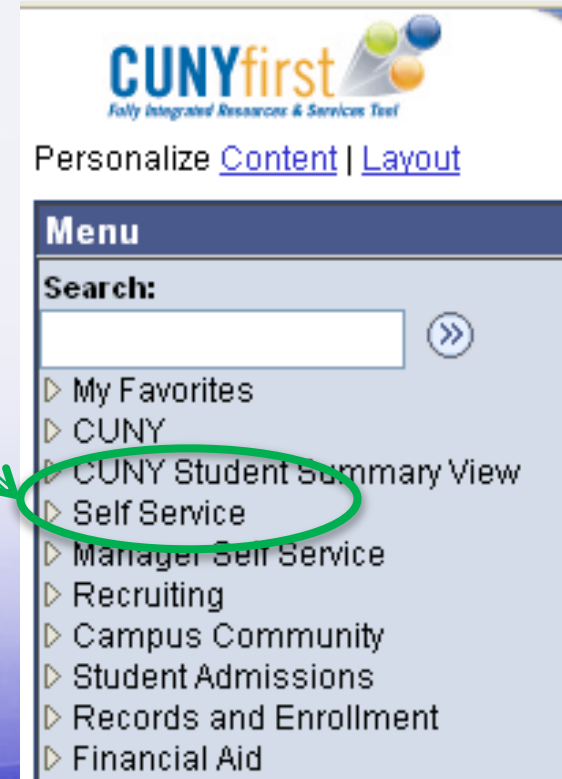 CUNYfirst
Fully Integrated Resources & Services Tool
Personalize Content | Layout
Menu
Search:
My Favorites
CUNY
CUNY Student Summary View
Self Service
Manager Self Service
Recruiting
Campus Community
Student Admissions
Records and Enrollment
Financial Aid